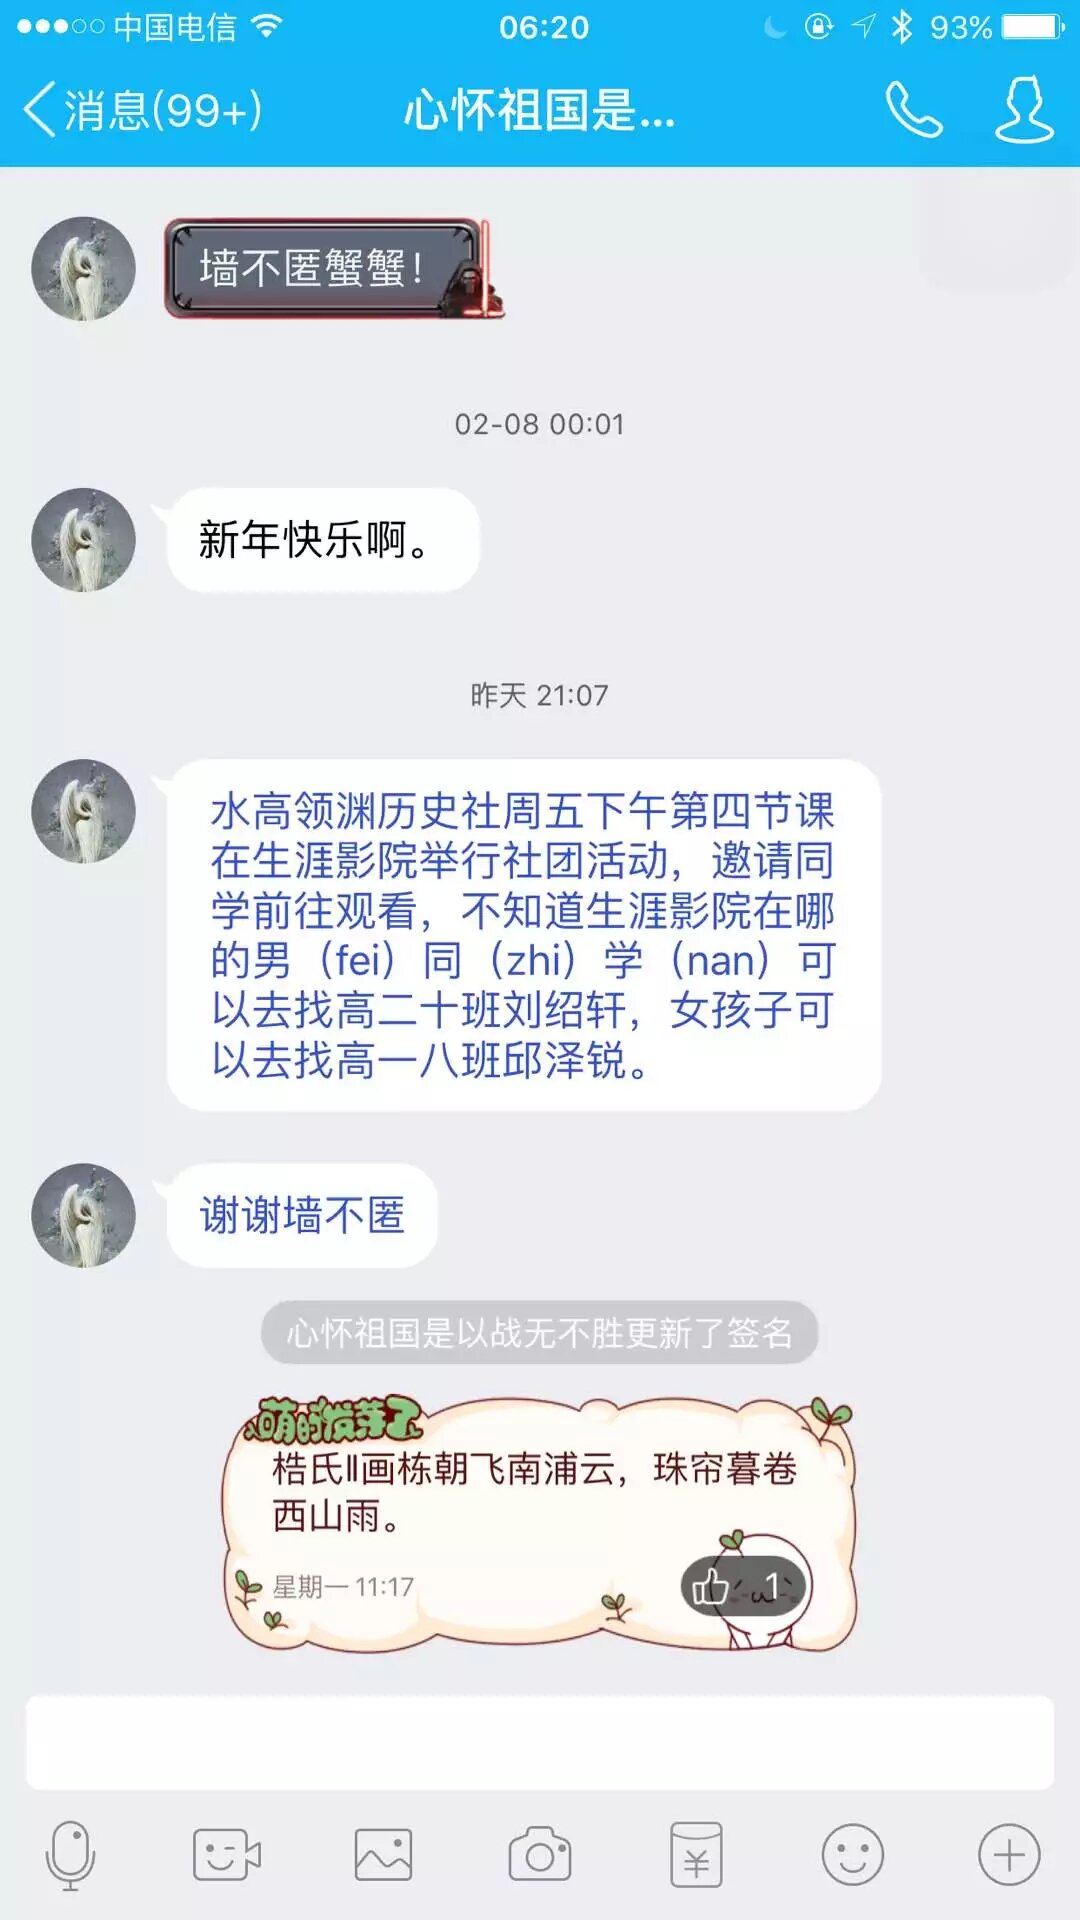 中国电信 06:20 93%
消息(99+) 心怀祖国是...
墙不匿蟹蟹！
02-08 00:01
新年快乐啊。
昨天 21:07
水高领渊历史社周五下午第四节课
在生涯影院举行社团活动，邀请同
学前往观看，不知道生涯影院在哪
的男（fei）同（zhi）学（nan）可
以去找高二十班刘绍轩，女孩子可
以去找高一八班邱泽锐。
谢谢墙不匿
心怀祖国是以战无不胜更新了签名
萌的发芽了
梏氏Ⅱ画栋朝飞南浦云，珠帘暮卷
西山雨。
星期一 11:17 1